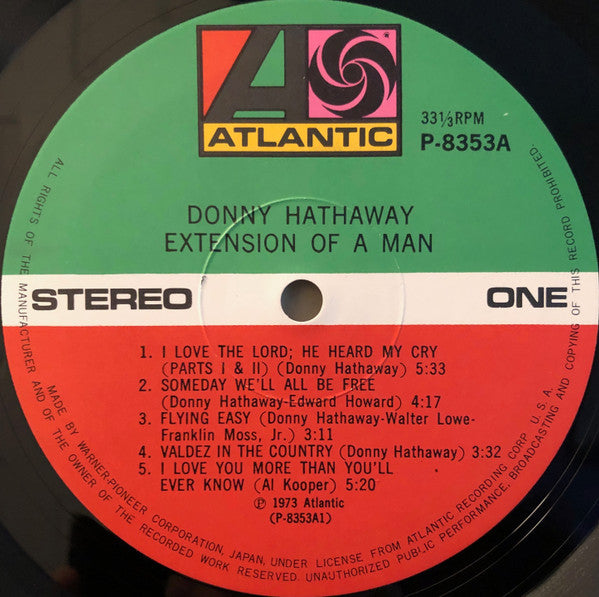 ATLANTIC
33⅓RPM
P-8353A
DONNY HATHAWAY
EXTENSION OF A MAN
STEREO
ONE
1. I LOVE THE LORD; HE HEARD MY CRY
(PARTS I & II) (Donny Hathaway) 5:33
2. SOMEDAY WE'LL ALL BE FREE
(Donny Hathaway-Edward Howard) 4:17
3. FLYING EASY (Donny Hathaway-Walter Lowe-
Franklin Moss, Jr.) 3:11
4. VALDEZ IN THE COUNTRY (Donny Hathaway) 3:32
5. I LOVE YOU MORE THAN YOU'LL
EVER KNOW (Al Kooper) 5:20
℗ 1973 Atlantic
(P-8353A1)
MADE BY WARNER-PIONEER CORPORATION, JAPAN, UNDER LICENSE FROM ATLANTIC RECORDING CORP. U. S. A.
ALL RIGHTS OF THE MANUFACTURER AND OF THE OWNER OF THE RECORDED WORK RESERVED. UNAUTHORIZED PUBLIC PERFORMANCE, BROADCASTING AND COPYING OF THIS RECORD PROHIBITED.